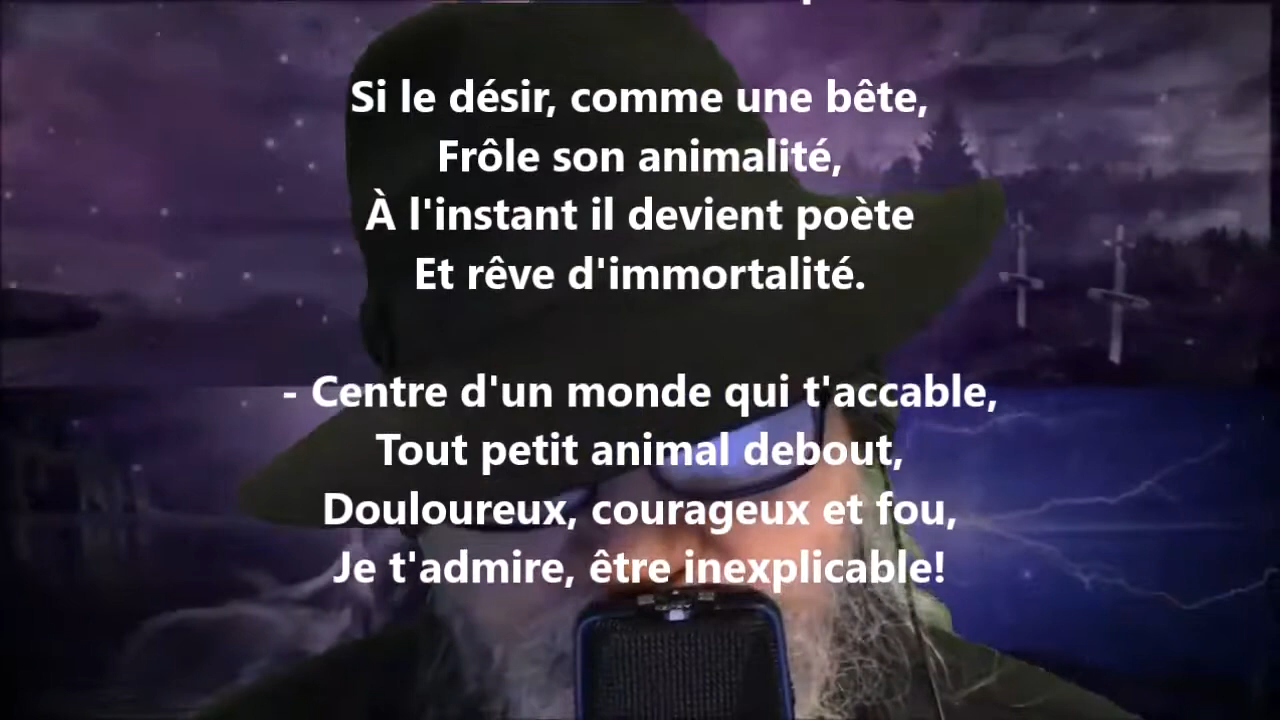 Si le désir, comme une bête,
Frôle son animalité,
À l'instant il devient poète
Et rêve d'immortalité.
- Centre d'un monde qui t'accable,
Tout petit animal debout,
Douloureux, courageux et fou,
Je t'admire, être inexplicable!